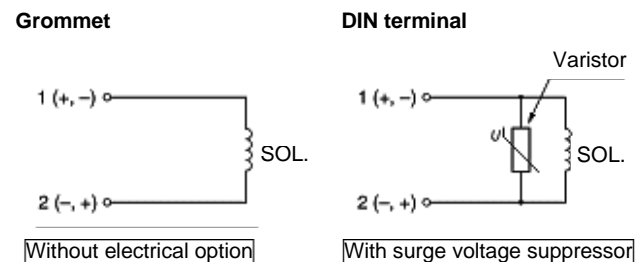 Grommet
1 (+, −)
SOL.
2 (−, +)
Without electrical option
DIN terminal
Varistor
1 (+, −)
U
SOL.
2 (−, +)
With surge voltage suppressor